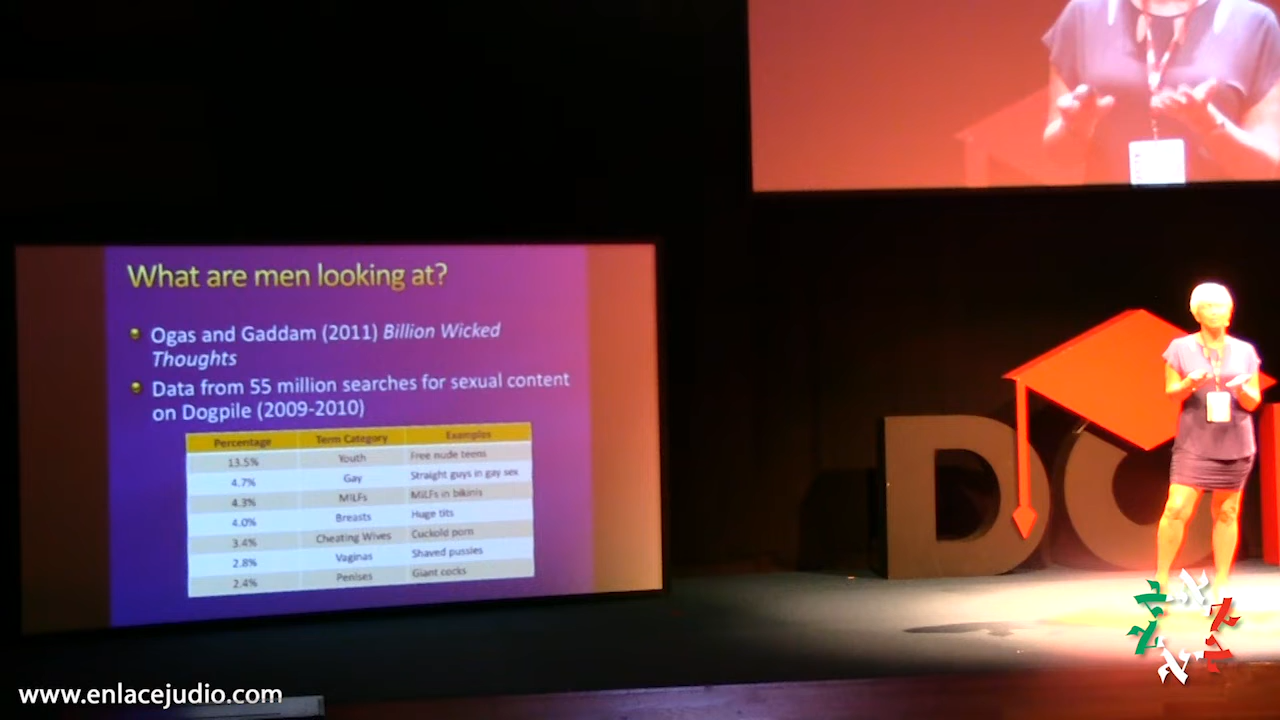 What are men looking at?
Ogas and Gaddam (2011) Billion Wicked
Thoughts
Data from 55 million searches for sexual content
on Dogpile (2009-2010)
Percentage Term Category Examples
13.5% Youth Free nude teens
4.7% Gay Straight guys in gay sex
4.3% MILFs MILFs in bikinis
4.0% Breasts Huge tits
3.4% Cheating Wives Cuckold porn
2.8% Vaginas Shaved pussies
2.4% Penises Giant cocks
DC
www.enlacejudio.com